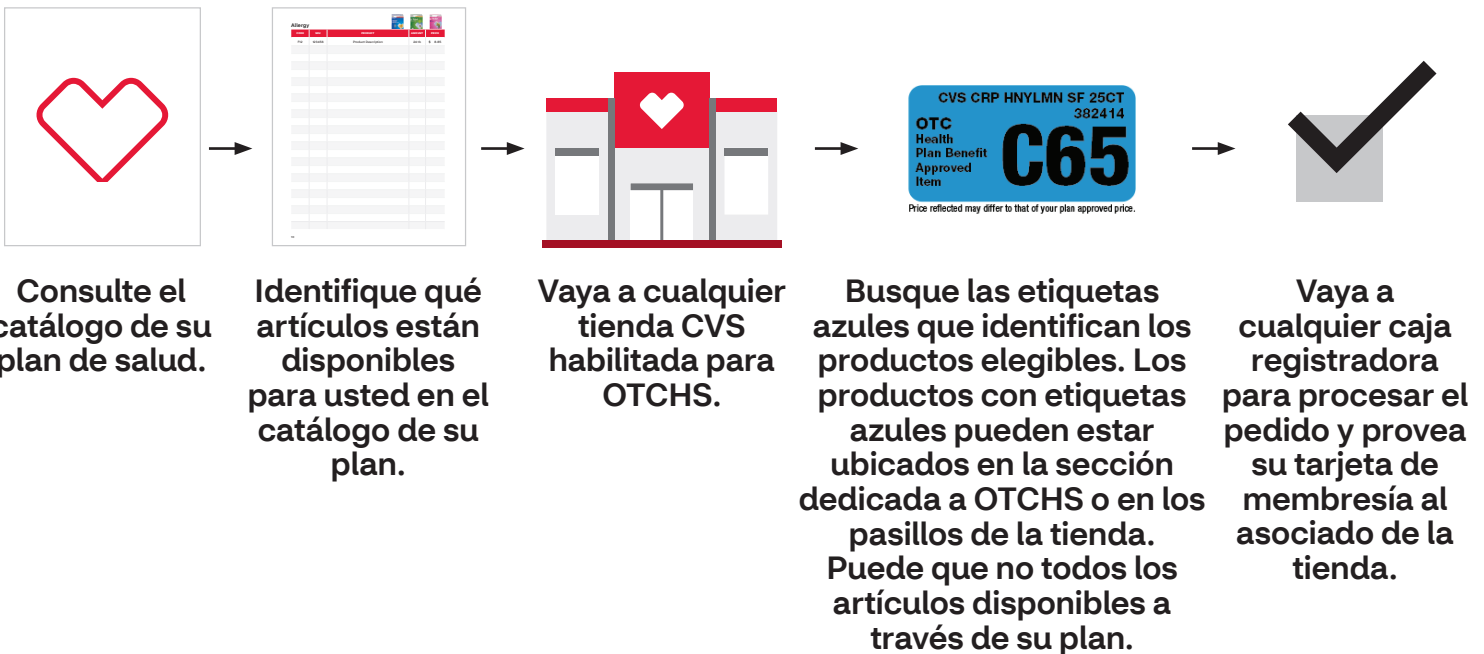 Allergy
Product Description
CVS CRP HNYLMN SF 25CT
382414
OTC
Health
Plan Benefit
Approved
Item
C65
Price reflected may differ to that of your plan approved price.
Consulte el
catálogo de su
plan de salud.
Identifique qué
artículos están
disponibles
para usted en el
catálogo de su
plan.
Vaya a cualquier
tienda CVS
habilitada para
OTCHS.
Busque las etiquetas
azules que identifican los
productos elegibles. Los
productos con etiquetas
azules pueden estar
ubicados en la sección
dedicada a OTCHS o en los
pasillos de la tienda.
Puede que no todos los
artículos disponibles a
través de su plan.
Vaya a
cualquier caja
registradora
para procesar el
pedido y provea
su tarjeta de
membresía al
asociado de la
tienda.